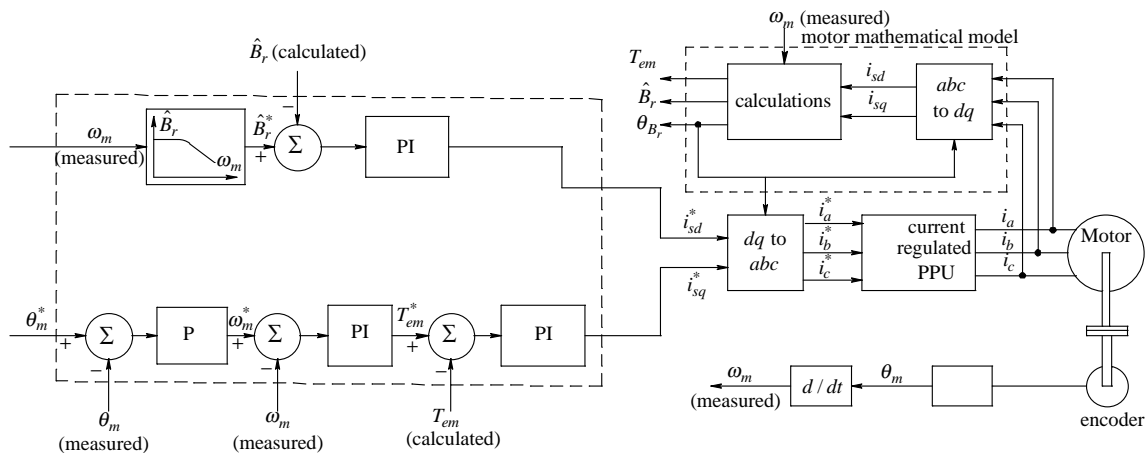 ω_m (measured)
motor mathematical model
B̂_r (calculated)
T_em
B̂_r
θ_{B_r}
calculations
i_sd
i_sq
abc
to dq
−
ω_m
(measured)
B̂_r
ω_m
B̂_r^*
+
Σ
PI
i_sd^*
i_sq^*
dq to
abc
i_a^*
i_b^*
i_c^*
current
regulated
PPU
i_a
i_b
i_c
Motor
θ_m^*
+
Σ
−
P
ω_m^*
+
Σ
−
PI
T_em^*
+
Σ
−
PI
θ_m
(measured)
ω_m
(measured)
T_em
(calculated)
ω_m
(measured)
d / dt
θ_m
encoder